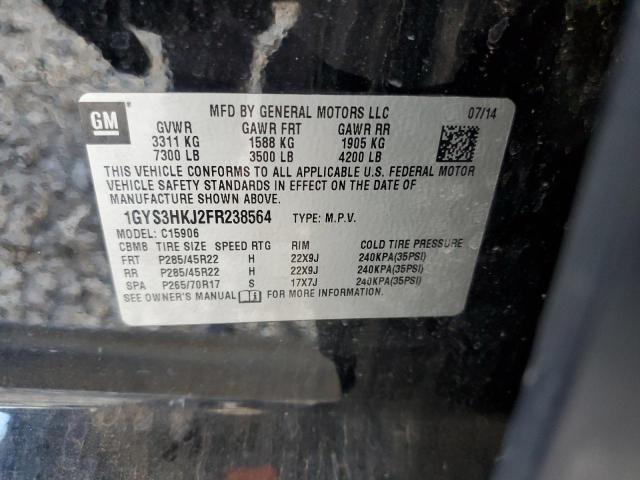 GM
MFD BY GENERAL MOTORS LLC 07/14
GVWR GAWR FRT GAWR RR
3311 KG 1588 KG 1905 KG
7300 LB 3500 LB 4200 LB
THIS VEHICLE CONFORMS TO ALL APPLICABLE U.S. FEDERAL MOTOR
VEHICLE SAFETY STANDARDS IN EFFECT ON THE DATE OF
MANUFACTURE SHOWN ABOVE.
1GYS3HKJ2FR238564 TYPE: M.P.V.
MODEL: C15906
CBMB TIRE SIZE SPEED RTG RIM COLD TIRE PRESSURE
FRT P285/45R22 H 22X9J 240KPA(35PSI)
RR P285/45R22 H 22X9J 240KPA(35PSI)
SPA P265/70R17 S 17X7J 240KPA(35PSI)
SEE OWNER'S MANUAL FOR MORE INFORMATION.